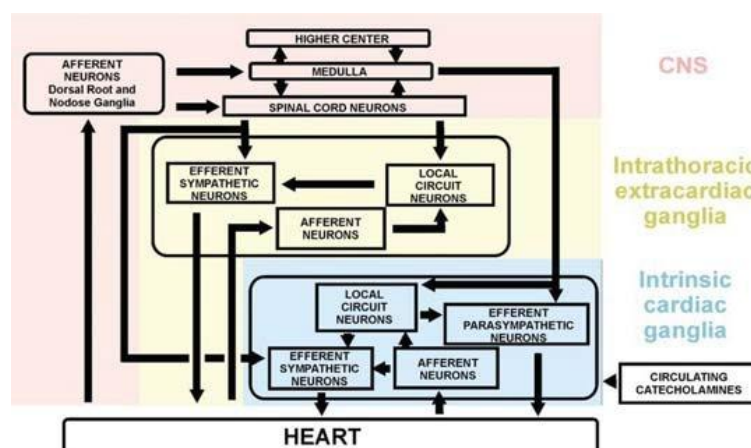 HIGHER CENTER
AFFERENT
NEURONS
Dorsal Root and
Nodose Ganglia
MEDULLA
SPINAL CORD NEURONS
CNS
EFFERENT
SYMPATHETIC
NEURONS
LOCAL
CIRCUIT
NEURONS
AFFERENT
NEURONS
Intrathoracic
extracardiac
ganglia
LOCAL
CIRCUIT
NEURONS
EFFERENT
PARASYMPATHETIC
NEURONS
EFFERENT
SYMPATHETIC
NEURONS
AFFERENT
NEURONS
Intrinsic
cardiac
ganglia
CIRCULATING
CATECHOLAMINES
HEART